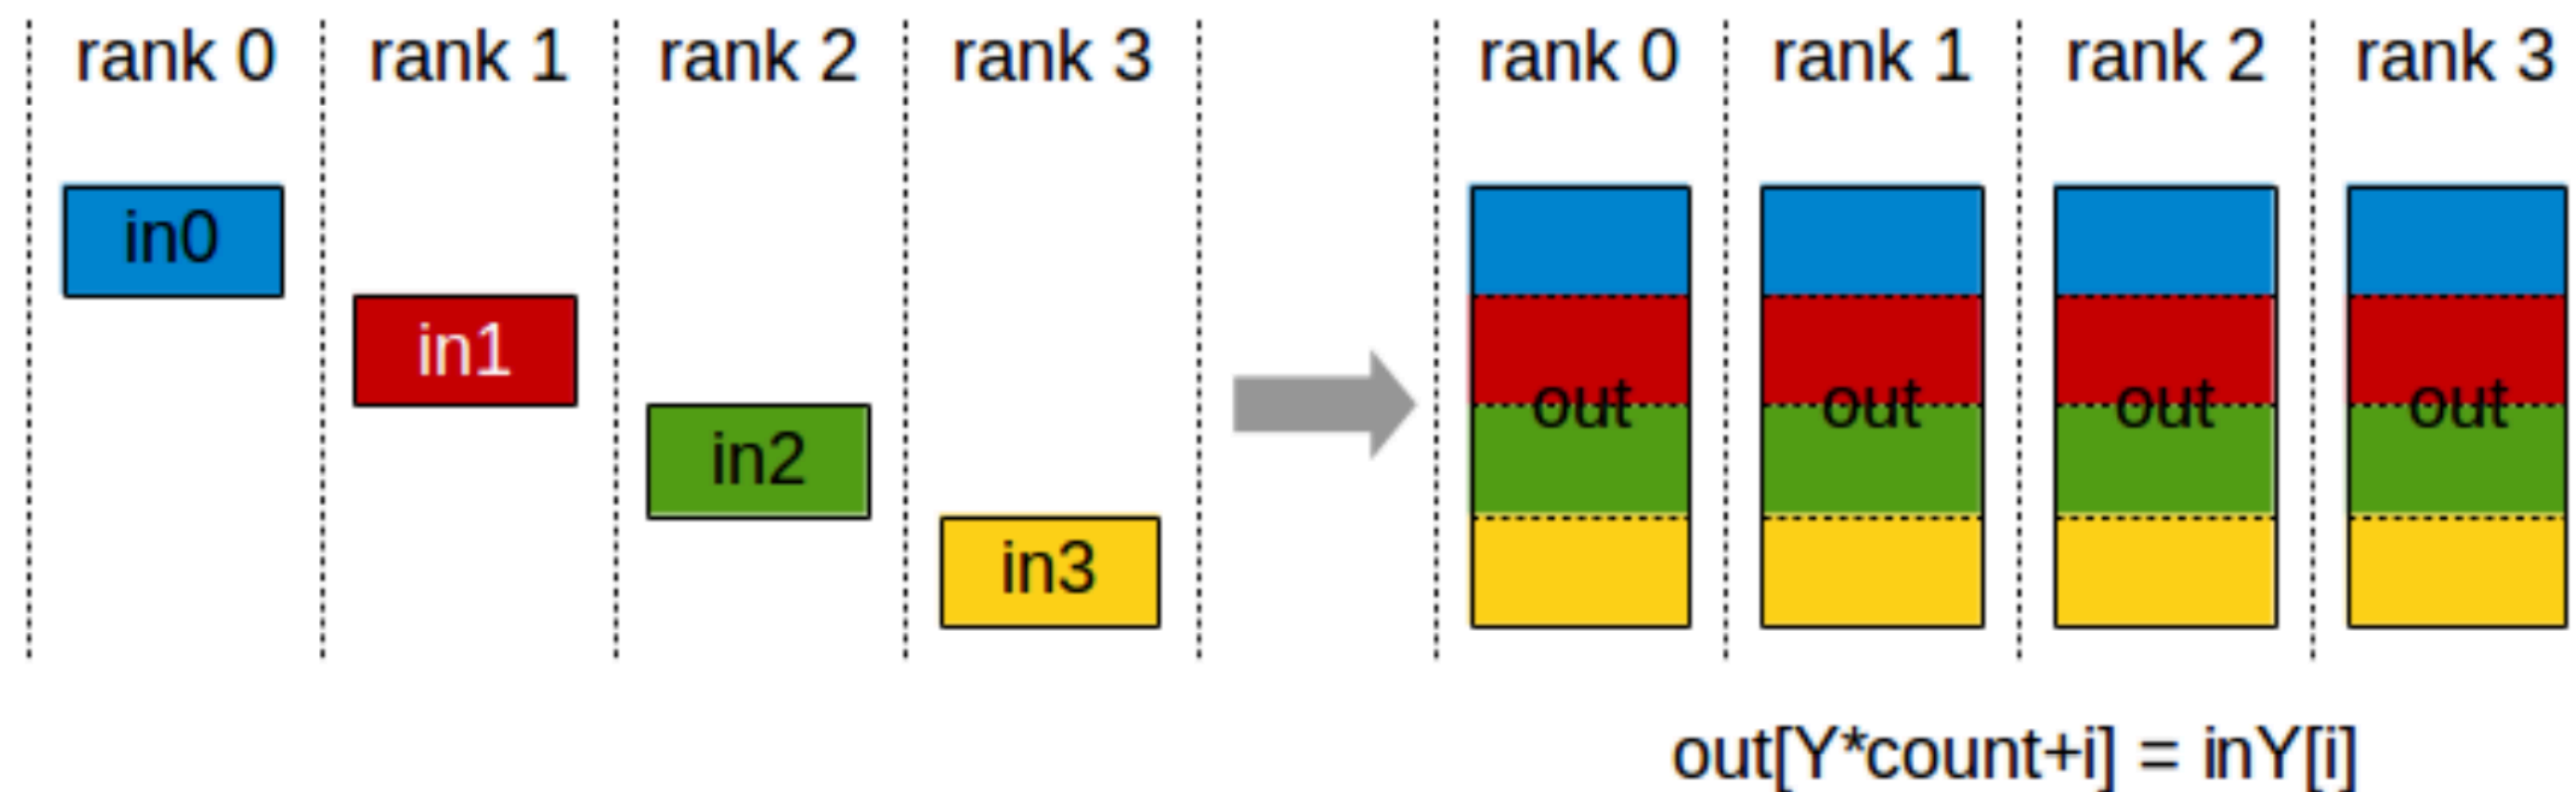 rank 0 rank 1 rank 2 rank 3 rank 0 rank 1 rank 2 rank 3
in0
in1
out out out out
in2
in3
out[Y*count+i] = inY[i]